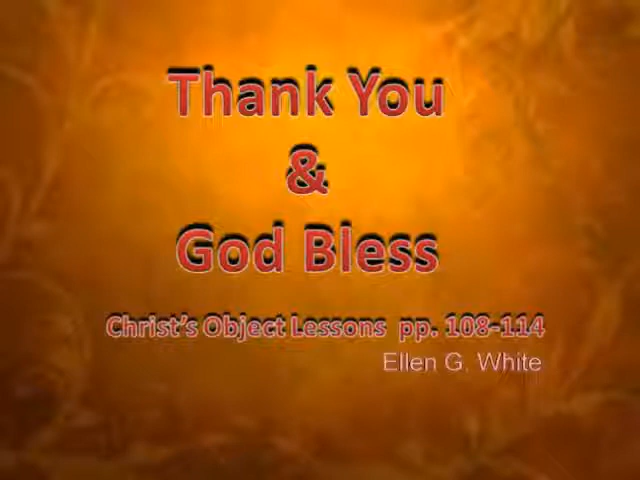 Thank You
&
God Bless
Christ's Object Lessons pp. 108-114
Ellen G. White